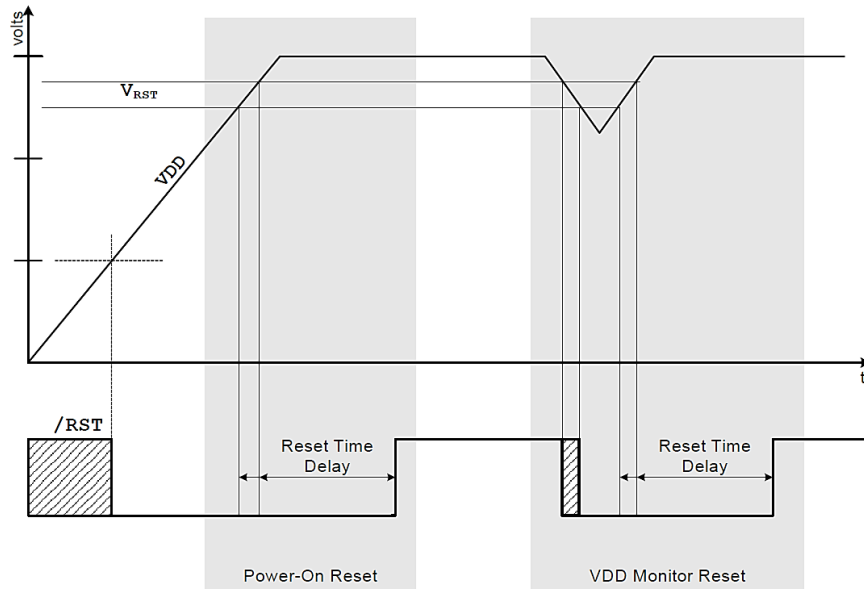 volts
VRST
VDD
t
/RST
Reset Time
Delay
Reset Time
Delay
Power-On Reset
VDD Monitor Reset